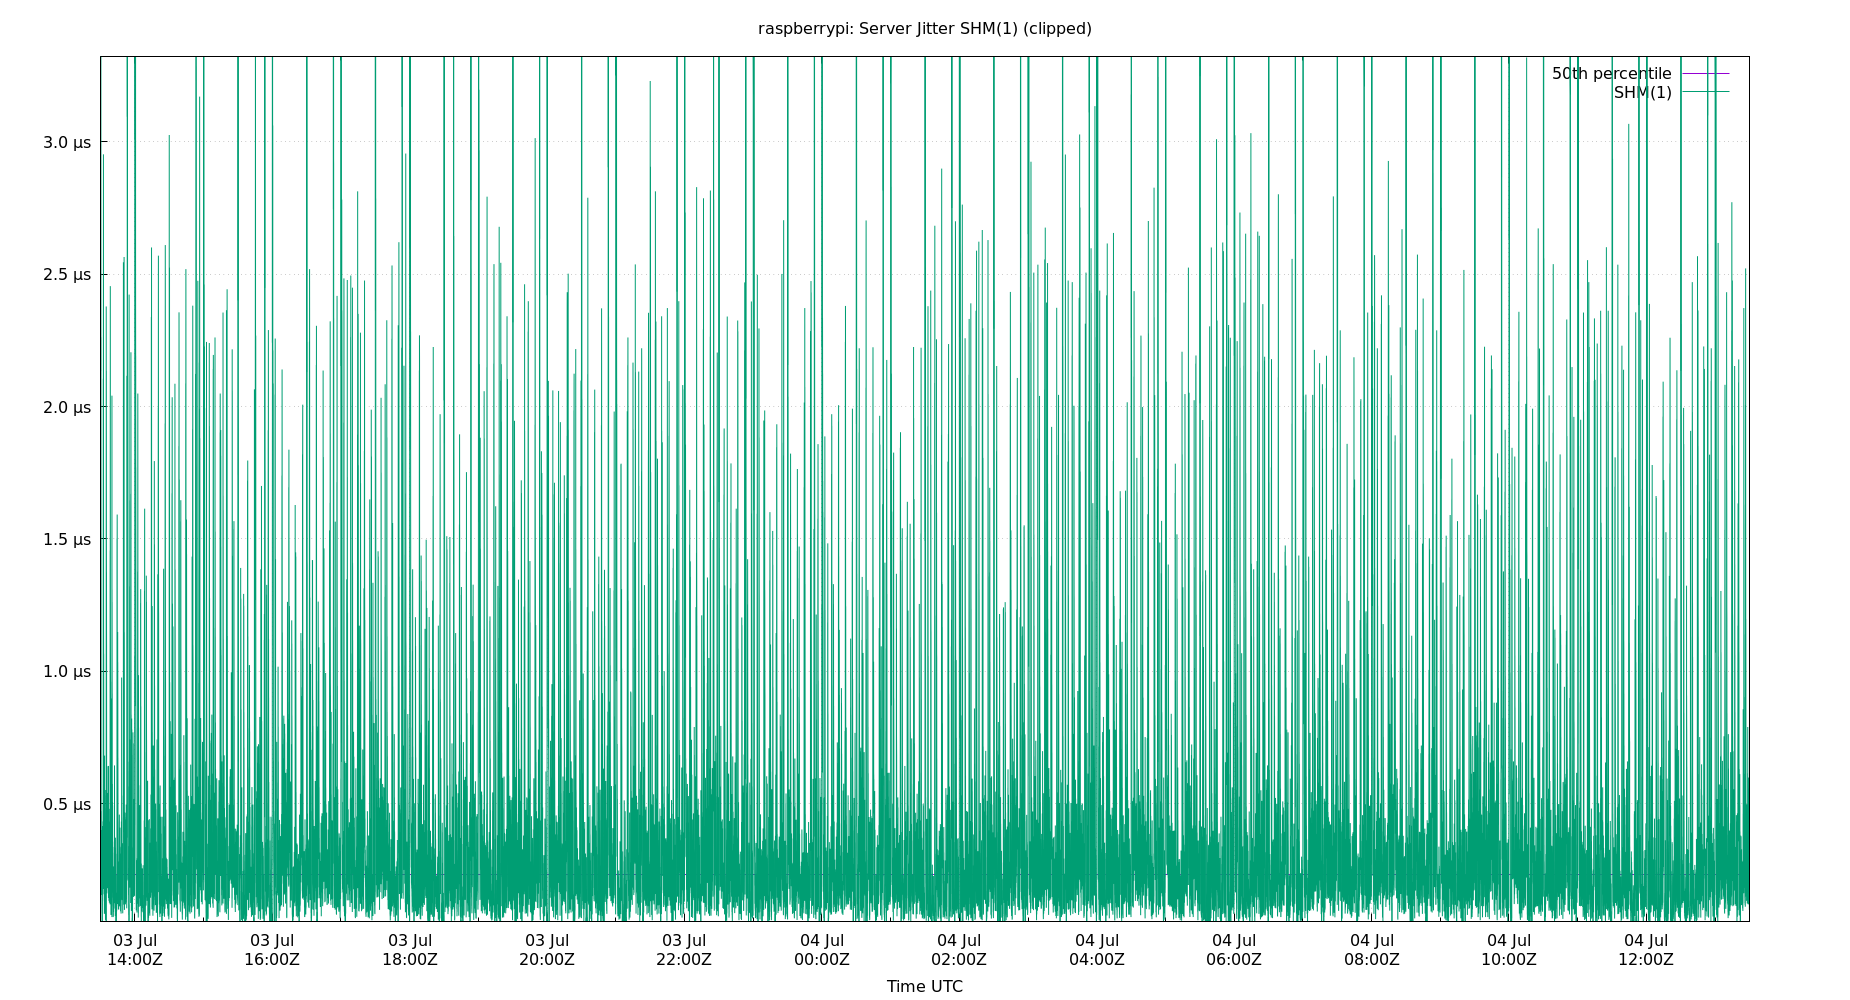 raspberrypi: Server Jitter SHM(1) (clipped)
50th percentile
SHM(1)
3.0 µs
2.5 µs
2.0 µs
1.5 µs
1.0 µs
0.5 µs
03 Jul 03 Jul 03 Jul 03 Jul 03 Jul 04 Jul 04 Jul 04 Jul 04 Jul 04 Jul 04 Jul 04 Jul
14:00Z 16:00Z 18:00Z 20:00Z 22:00Z 00:00Z 02:00Z 04:00Z 06:00Z 08:00Z 10:00Z 12:00Z
Time UTC